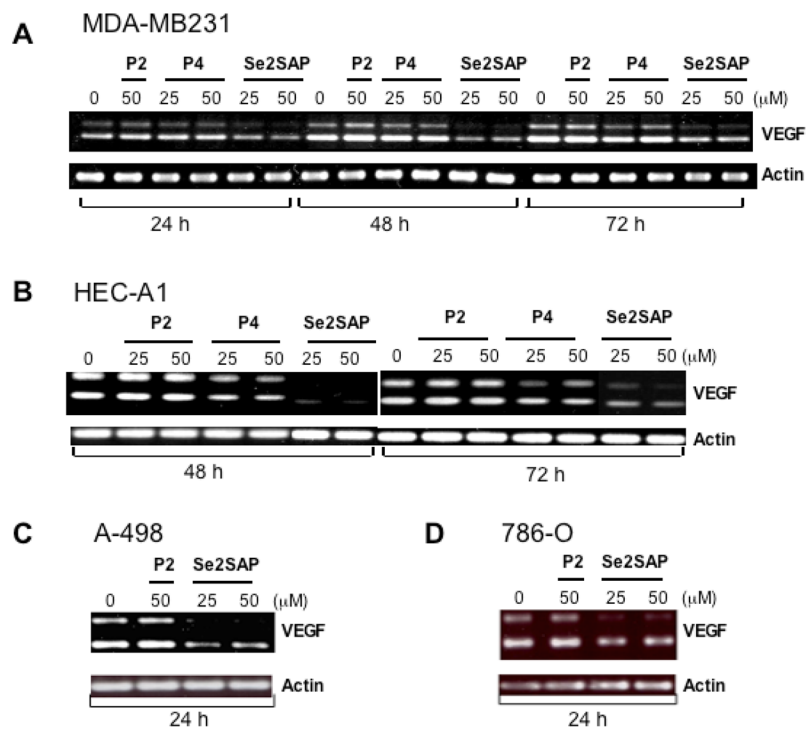 A MDA-MB231
P2 P4 Se2SAP P2 P4 Se2SAP P2 P4 Se2SAP
0 50 25 50 25 50 0 50 25 50 25 50 0 50 25 50 25 50 (μM)
VEGF
Actin
24 h 48 h 72 h
B HEC-A1
P2 P4 Se2SAP P2 P4 Se2SAP
0 25 50 25 50 25 50 0 25 50 25 50 25 50 (μM)
VEGF
Actin
48 h 72 h
C A-498
P2 Se2SAP
0 50 25 50 (μM)
VEGF
Actin
24 h
D 786-O
P2 Se2SAP
0 50 25 50 (μM)
VEGF
Actin
24 h